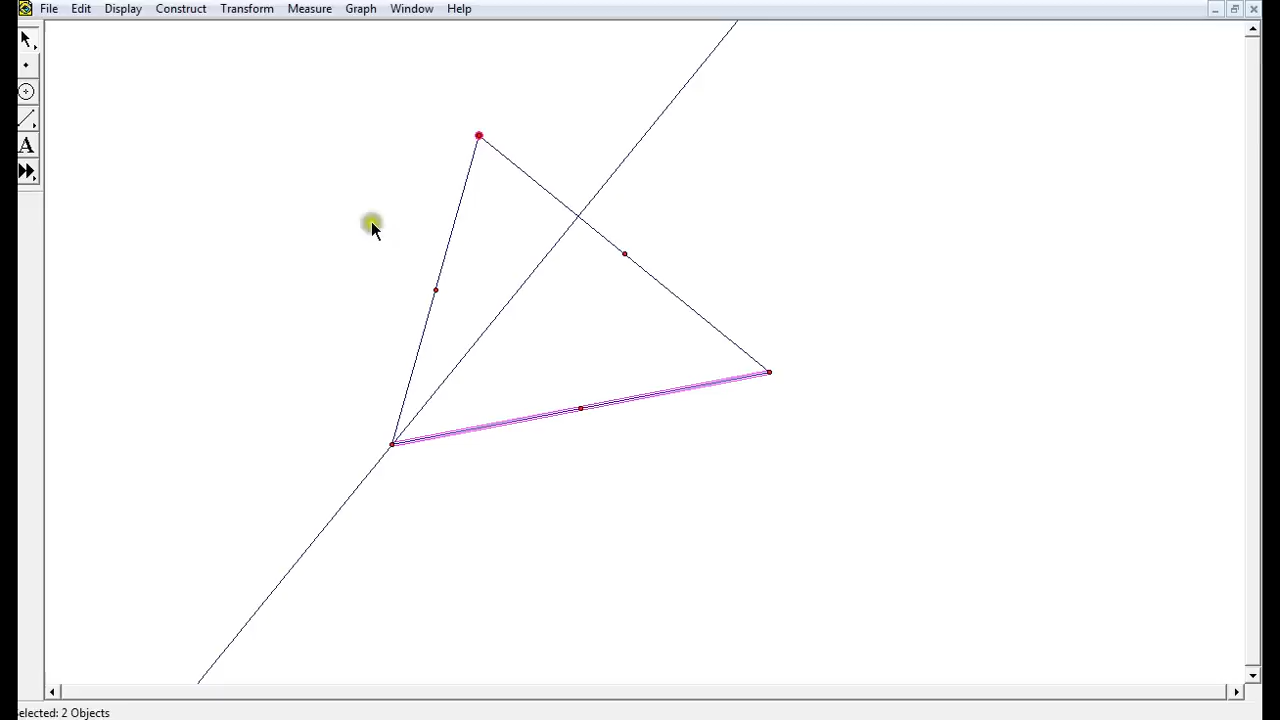 File Edit Display Construct Transform Measure Graph Window Help
A
elected: 2 Objects